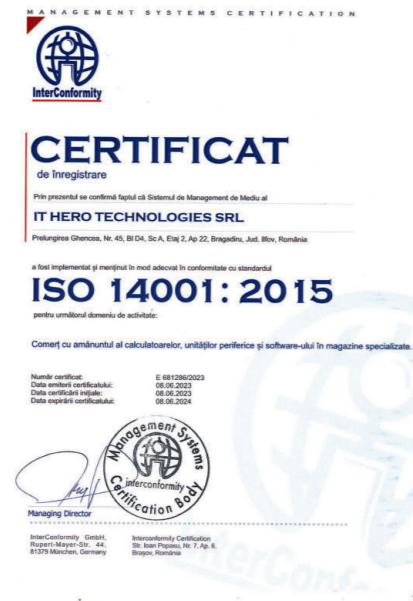 MANAGEMENT SYSTEMS CERTIFICATION
InterConformity
CERTIFICAT
de înregistrare
Prin prezentul se confirmă faptul că Sistemul de Management de Mediu al
IT HERO TECHNOLOGIES SRL
Prelungirea Ghencea, Nr. 45, Bl D4, Sc A, Etaj 2, Ap 22, Bragadiru, Jud. Ilfov, România
a fost implementat și menținut în mod adecvat în conformitate cu standardul
ISO 14001: 2015
pentru următorul domeniu de activitate:
Comerț cu amănuntul al calculatoarelor, unităților periferice și software-ului în magazine specializate.
Număr certificat: E 681286/2023
Data emiterii certificatului: 08.06.2023
Data certificării inițiale: 08.06.2023
Data expirării certificatului: 08.06.2024
Management Systems
interconformity
Certification Body
Managing Director
InterConformity GmbH, Interconformity Certification
Rupert-Mayer-Str. 44, Str. Ioan Popasu, Nr. 7, Ap. 6,
81379 München, Germany Brașov, România
InterConfor